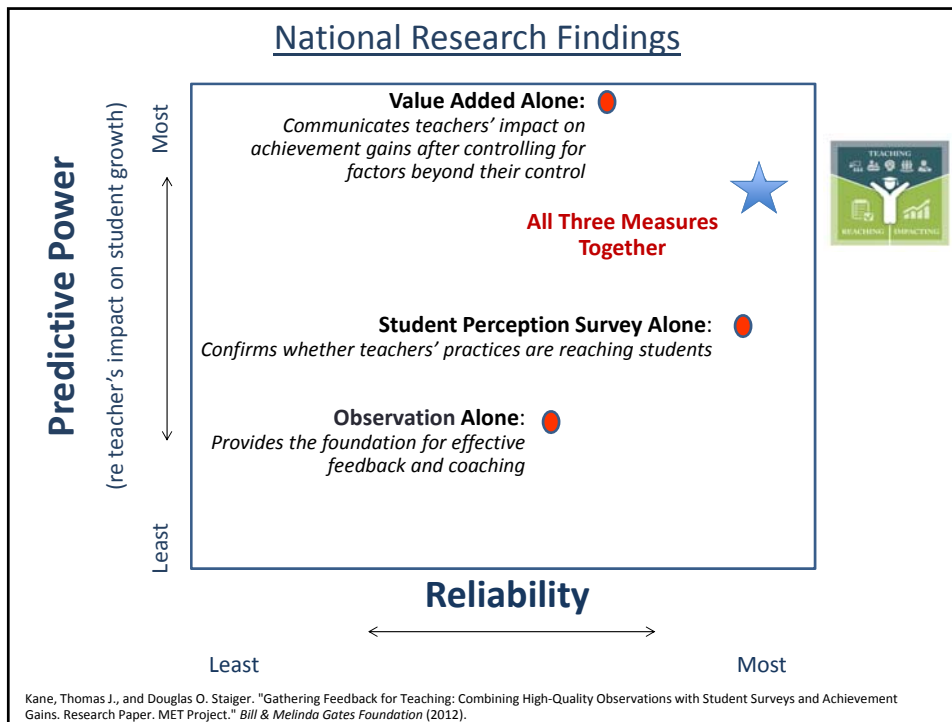 National Research Findings
Predictive Power
(re teacher's impact on student growth)
Most
Least
Value Added Alone:
Communicates teachers' impact on
achievement gains after controlling for
factors beyond their control
All Three Measures
Together
Student Perception Survey Alone:
Confirms whether teachers' practices are reaching students
Observation Alone:
Provides the foundation for effective
feedback and coaching
TEACHING
REACHING IMPACTING
Reliability
Least
Most
Kane, Thomas J., and Douglas O. Staiger. "Gathering Feedback for Teaching: Combining High-Quality Observations with Student Surveys and Achievement
Gains. Research Paper. MET Project." Bill & Melinda Gates Foundation (2012).